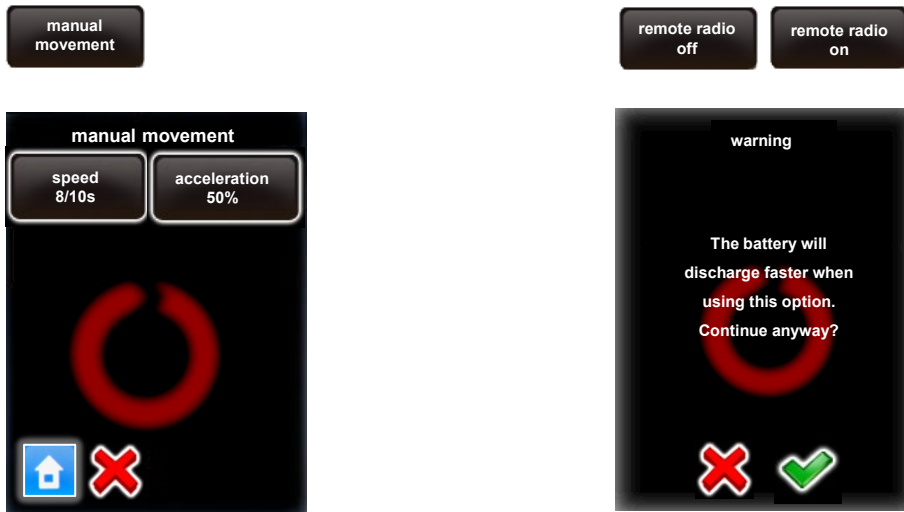 manual
movement
manual movement
speed
8/10s
acceleration
50%
remote radio
off
remote radio
on
warning
The battery will
discharge faster when
using this option.
Continue anyway?